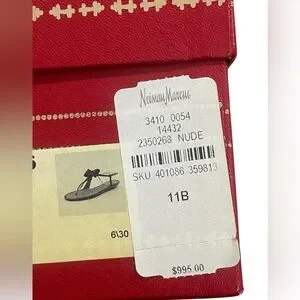 Neiman Marcus
3410 0054
14432
2350268 NUDE
SKU 401086 359813
11B
6\30
$995.00